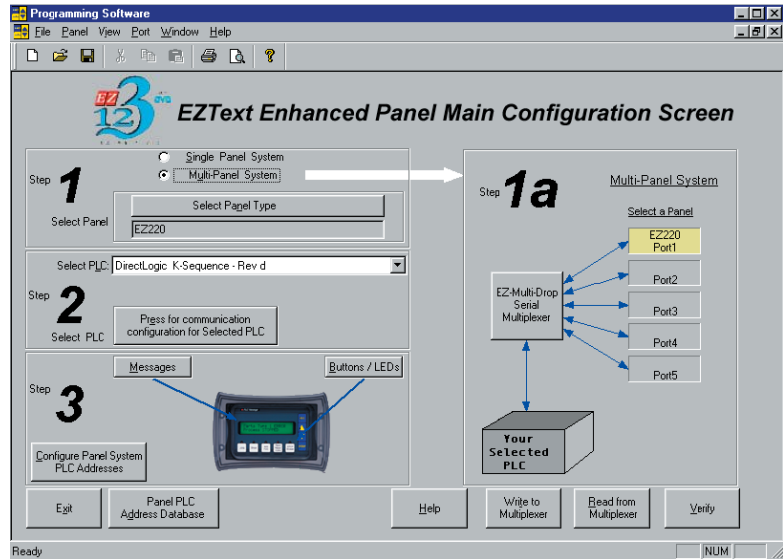 Programming Software
File Panel View Port Window Help
EZ
123
EZText Enhanced Panel Main Configuration Screen
Step 1
Select Panel
Single Panel System
Multi-Panel System
Select Panel Type
EZ220
Step 1a
Multi-Panel System
Select a Panel
EZ220
Port1
Port2
Port3
Port4
Port5
EZ-Multi-Drop
Serial
Multiplexer
Your
Selected
PLC
Select PLC: DirectLogic K-Sequence - Rev d
Step 2
Select PLC
Press for communication
configuration for Selected PLC
Step 3
Messages
Buttons / LEDs
Configure Panel System
PLC Addresses
Exit
Panel PLC
Address Database
Help
Write to
Multiplexer
Read from
Multiplexer
Verify
Ready
NUM